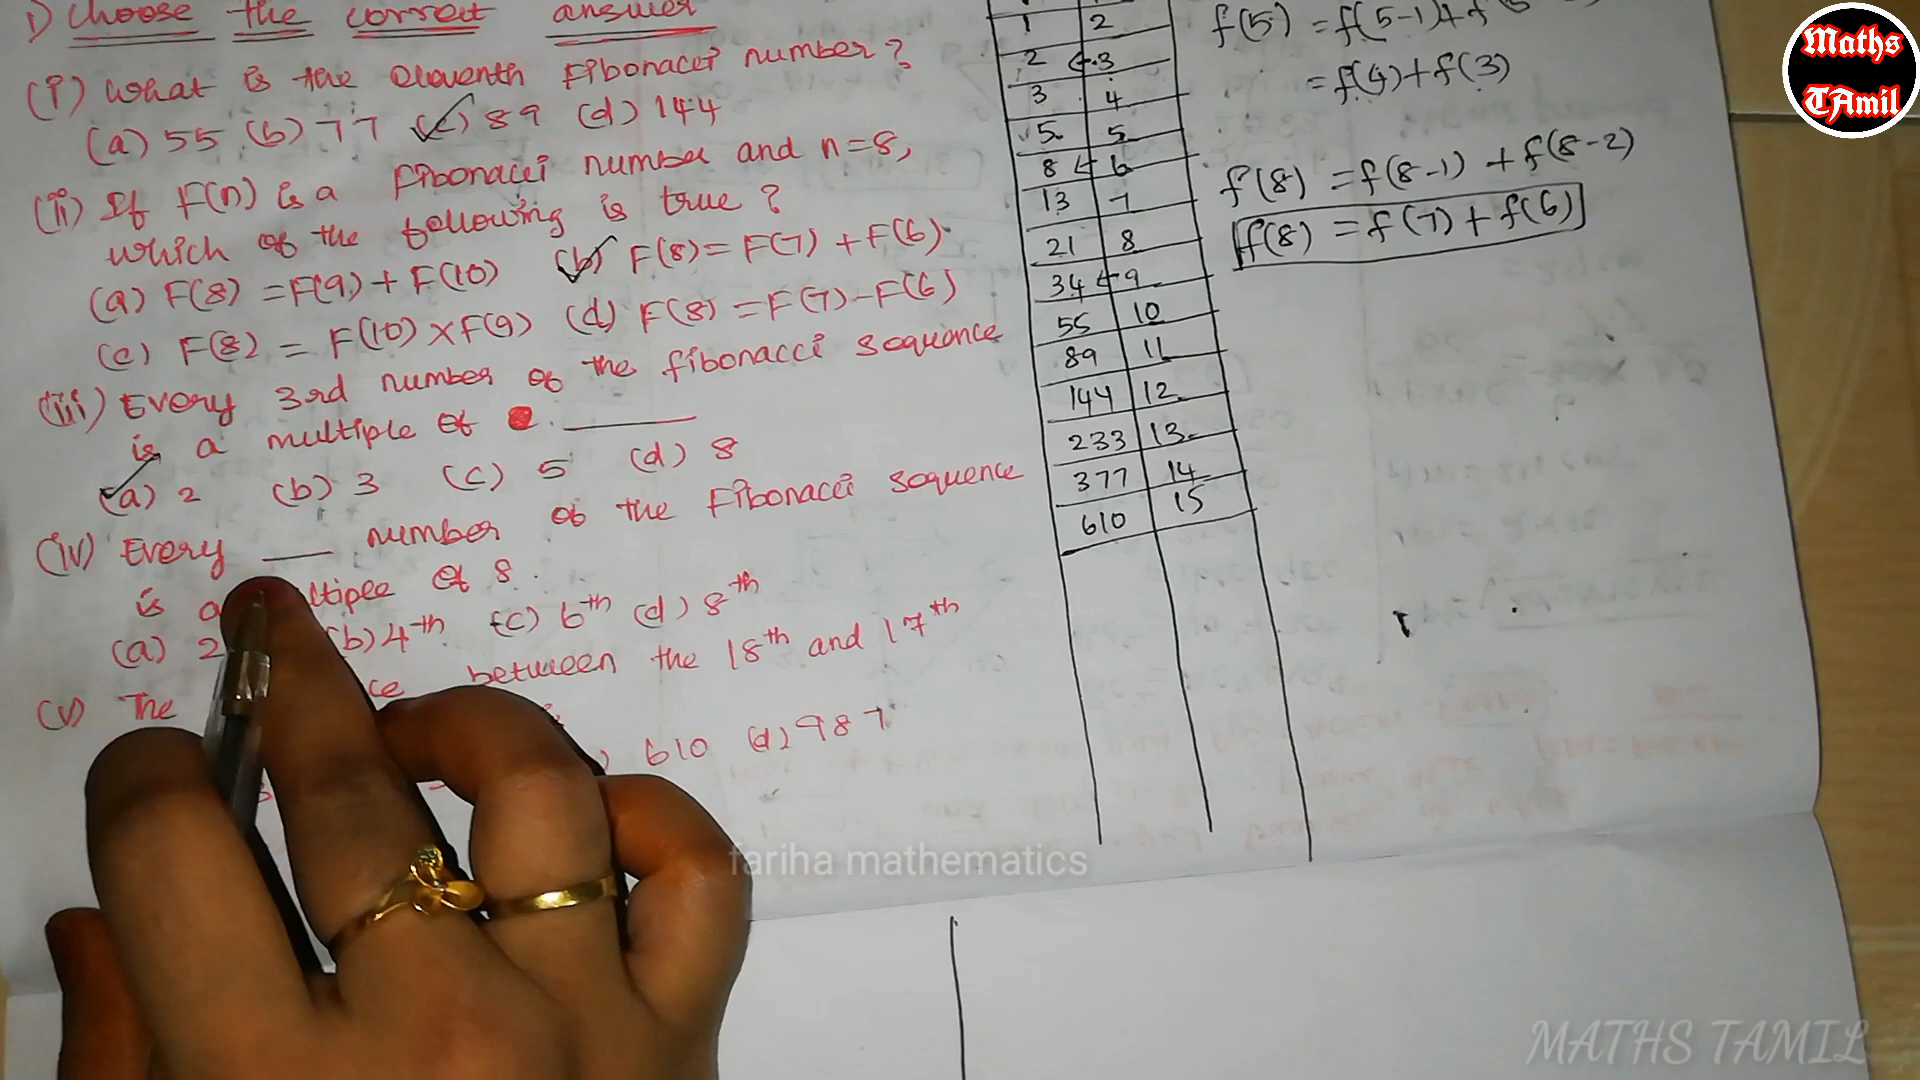 1) Choose the correct answer
(i) What is the eleventh Fibonacci number?
(a) 55 (b) 77 (c) 89 (d) 144
(ii) If F(n) is a Fibonacci number and n=8,
which of the following is true?
(a) F(8) = F(9) + F(10) (b) F(8) = F(7) + F(6)
(c) F(8) = F(10) × F(9) (d) F(8) = F(7) - F(6)
(iii) Every 3rd number of the fibonacci sequence
is a multiple of ______
(a) 2 (b) 3 (c) 5 (d) 8
(iv) Every ___ number of the Fibonacci sequence
is a of 8.
(a) 2 (b) 4th (c) 6th (d) 8th
(v) The between the 18th and 17th
610 (d) 987
1 2
2 3
3 4
5 5
8 6
13 7
21 8
34 9
55 10
89 11
144 12
233 13
377 14
610 15
f(5) = f(5-1) + f
= f(4) + f(3)
f(8) = f(8-1) + f(8-2)
f(8) = f(7) + f(6)
Maths
TAmil
fariha mathematics
MATHS TAMIL